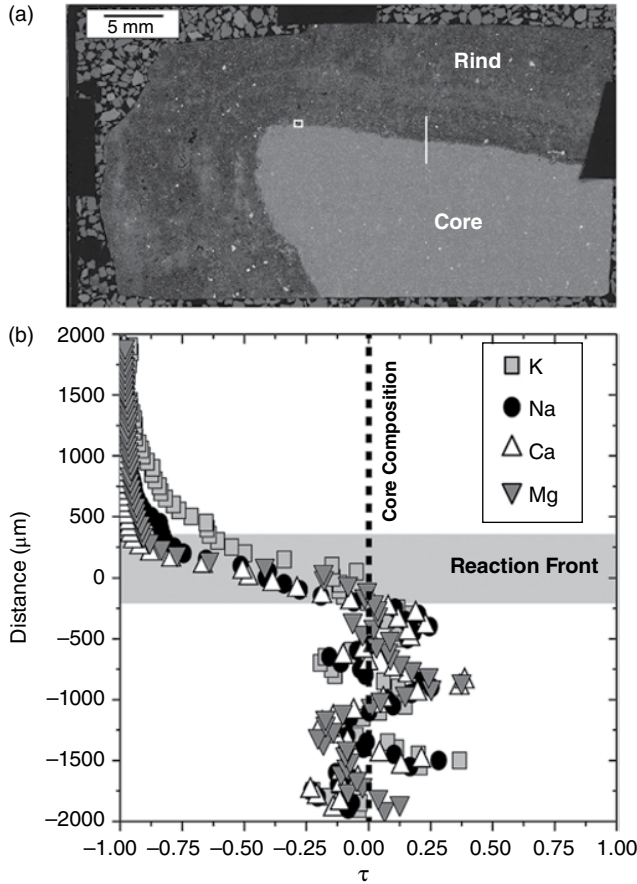 (a)
5 mm
Rind
Core
(b)
2000
1500
1000
500
0
−500
−1000
−1500
−2000
Distance (μm)
K
Na
Ca
Mg
Core Composition
Reaction Front
−1.00 −0.75 −0.50 −0.25 0.00 0.25 0.50 0.75 1.00
τ